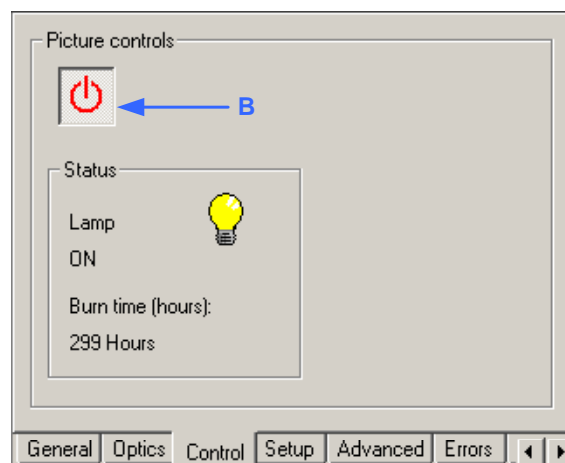 Picture controls
B
Status
Lamp
ON
Burn time (hours):
299 Hours
General Optics Control Setup Advanced Errors